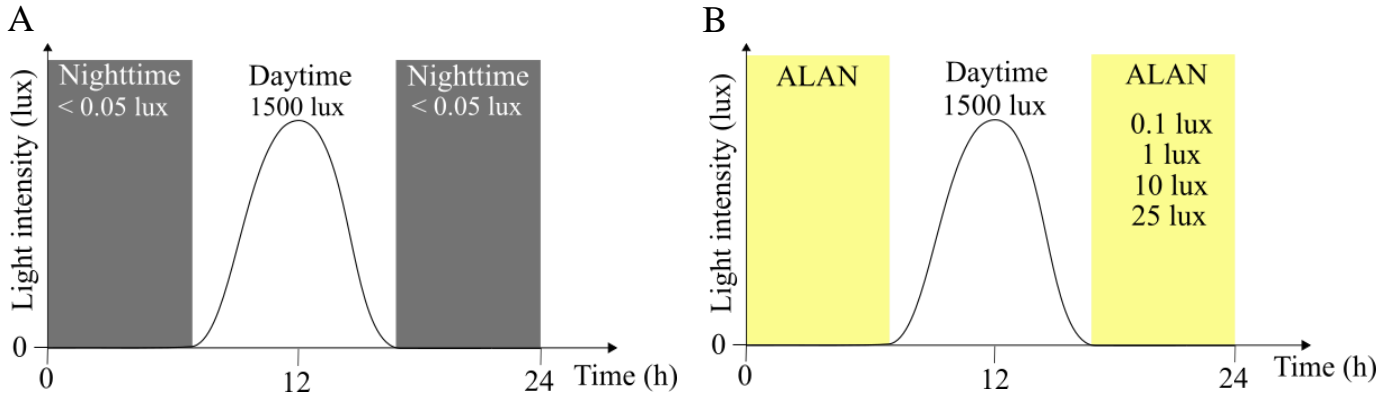 A
Light intensity (lux)
Nighttime
< 0.05 lux
Daytime
1500 lux
Nighttime
< 0.05 lux
0
0
12
24
Time (h)
B
Light intensity (lux)
ALAN
Daytime
1500 lux
ALAN
0.1 lux
1 lux
10 lux
25 lux
0
0
12
24
Time (h)